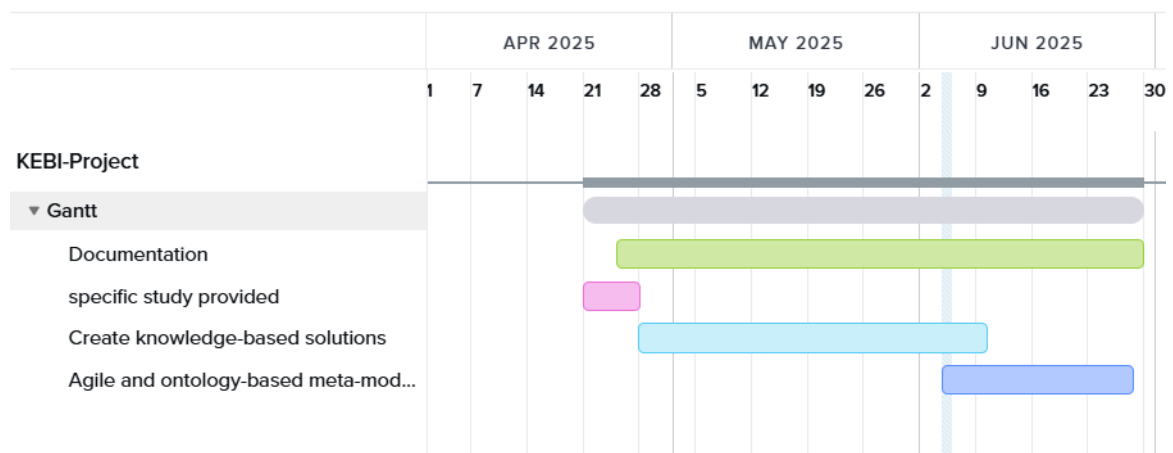 APR 2025 MAY 2025 JUN 2025
1 7 14 21 28 5 12 19 26 2 9 16 23 30
KEBI-Project
Gantt
Documentation
specific study provided
Create knowledge-based solutions
Agile and ontology-based meta-mod...